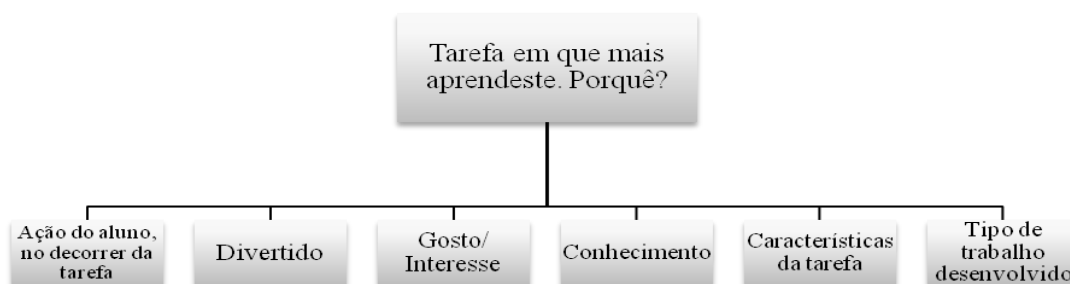 Tarefa em que mais
aprendeste. Porquê?
Ação do aluno,
no decorrer da
tarefa
Divertido
Gosto/
Interesse
Conhecimento
Características
da tarefa
Tipo de
trabalho
desenvolvido